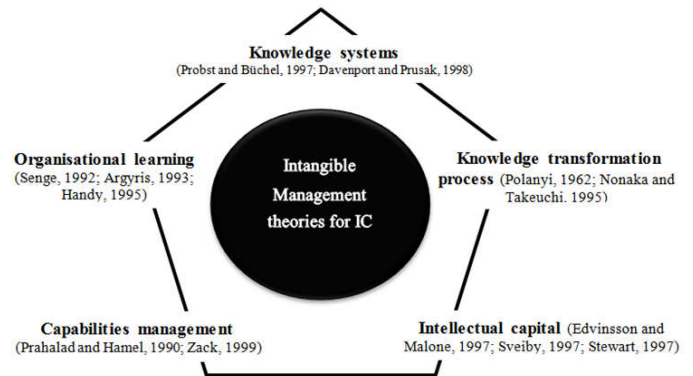 Knowledge systems
(Probst and Büchel, 1997; Davenport and Prusak, 1998)
Organisational learning
(Senge, 1992; Argyris, 1993;
Handy, 1995)
Intangible
Management
theories for IC
Knowledge transformation
process (Polanyi, 1962; Nonaka and
Takeuchi. 1995)
Capabilities management
(Prahalad and Hamel, 1990; Zack, 1999)
Intellectual capital (Edvinsson and
Malone, 1997; Sveiby, 1997; Stewart, 1997)